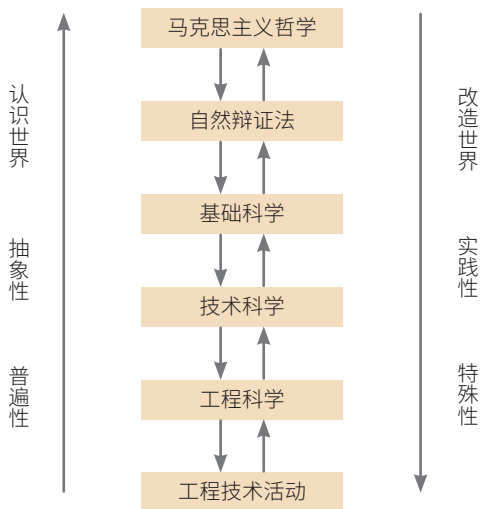 马克思主义哲学
自然辩证法
基础科学
技术科学
工程科学
工程技术活动
认识世界
抽象性
普遍性
改造世界
实践性
特殊性